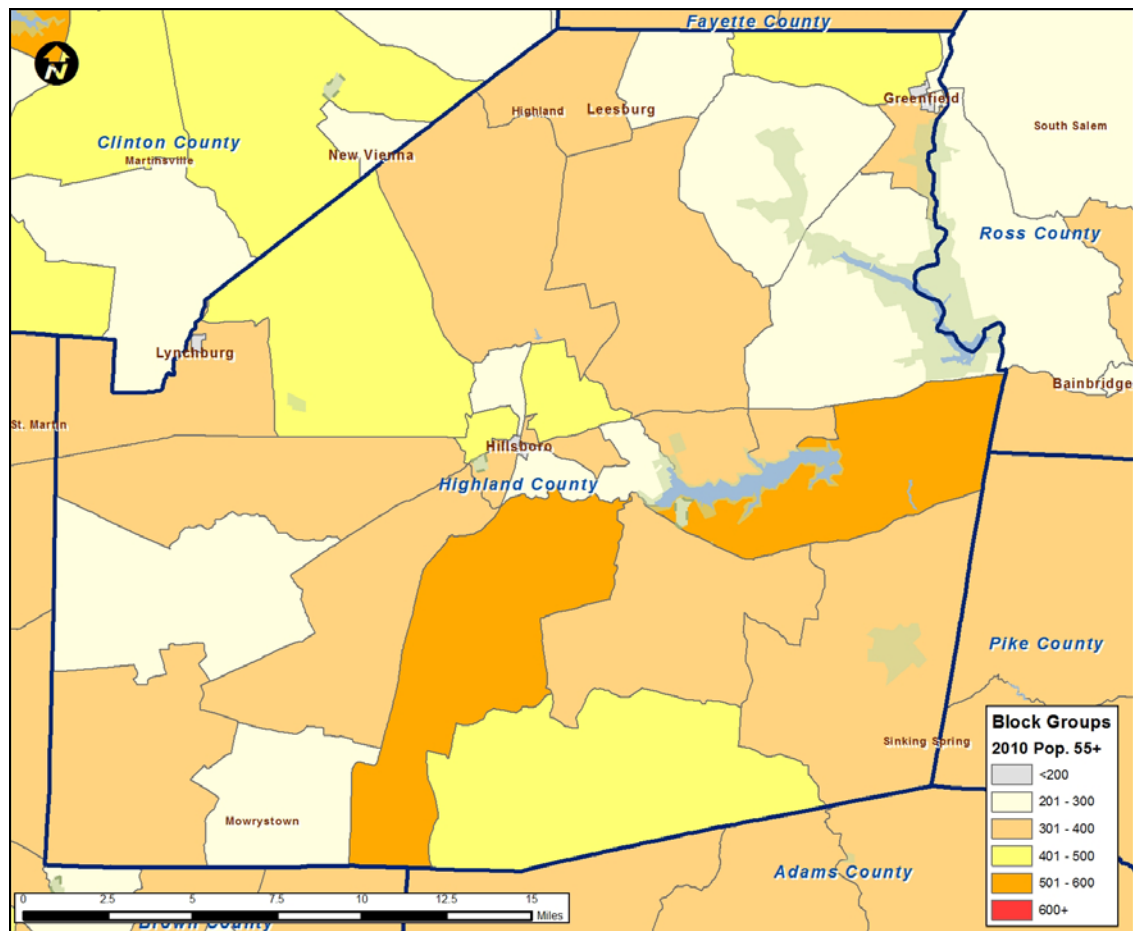 Fayette County
N
Greenfield
Highland
Leesburg
South Salem
Clinton County
Martinsville
New Vienna
Ross County
Lynchburg
Bainbridge
St. Martin
Hillsboro
Highland County
Pike County
Sinking Spring
Mowrystown
Adams County
Brown County
Block Groups
2010 Pop. 55+
<200
201 - 300
301 - 400
401 - 500
501 - 600
600+
0 2.5 5 7.5 10 12.5 15
Miles